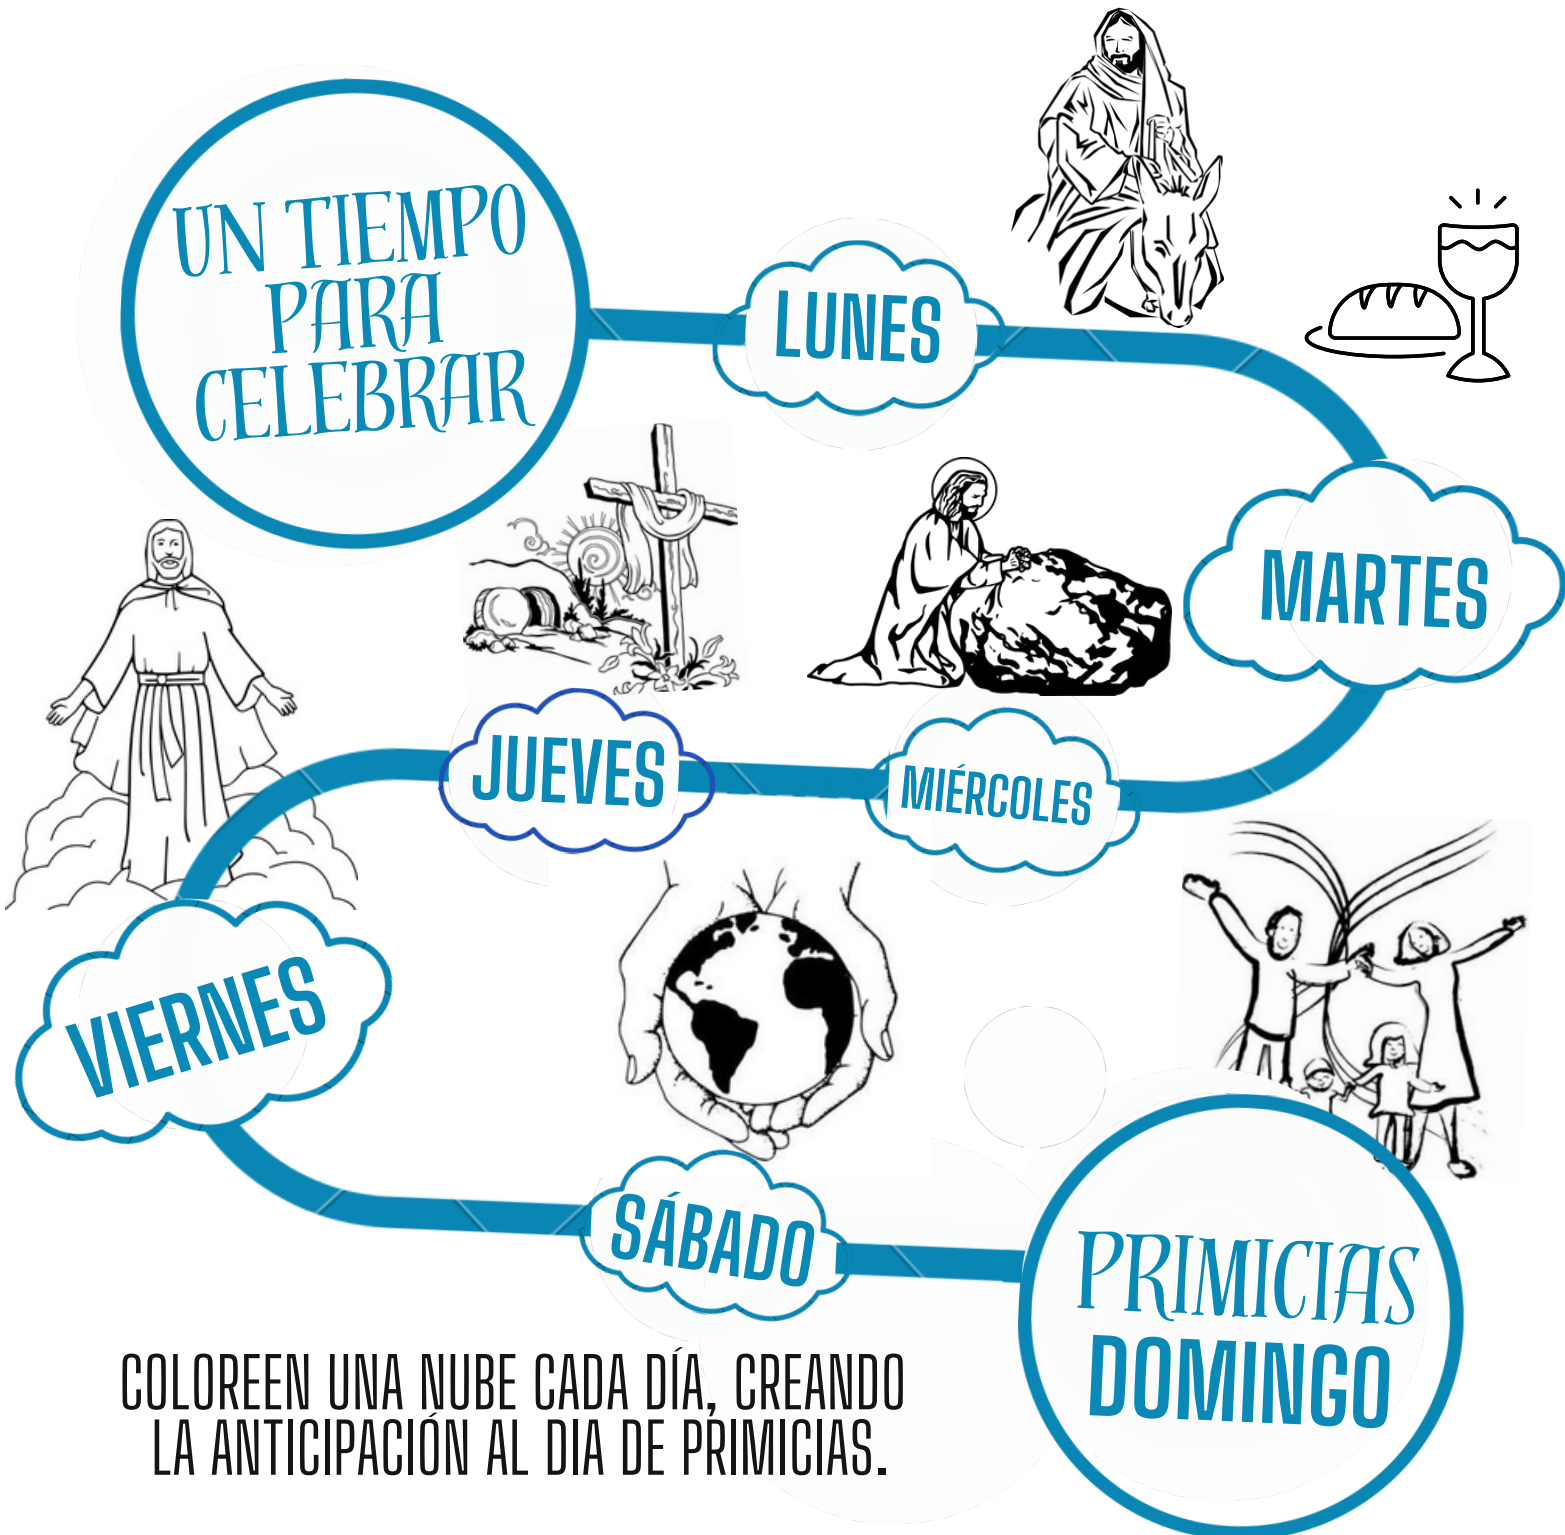 UN TIEMPO
PARA
CELEBRAR
LUNES
MARTES
MIÉRCOLES
JUEVES
VIERNES
SÁBADO
PRIMICIAS
DOMINGO
COLOREEN UNA NUBE CADA DÍA, CREANDO
LA ANTICIPACIÓN AL DIA DE PRIMICIAS.